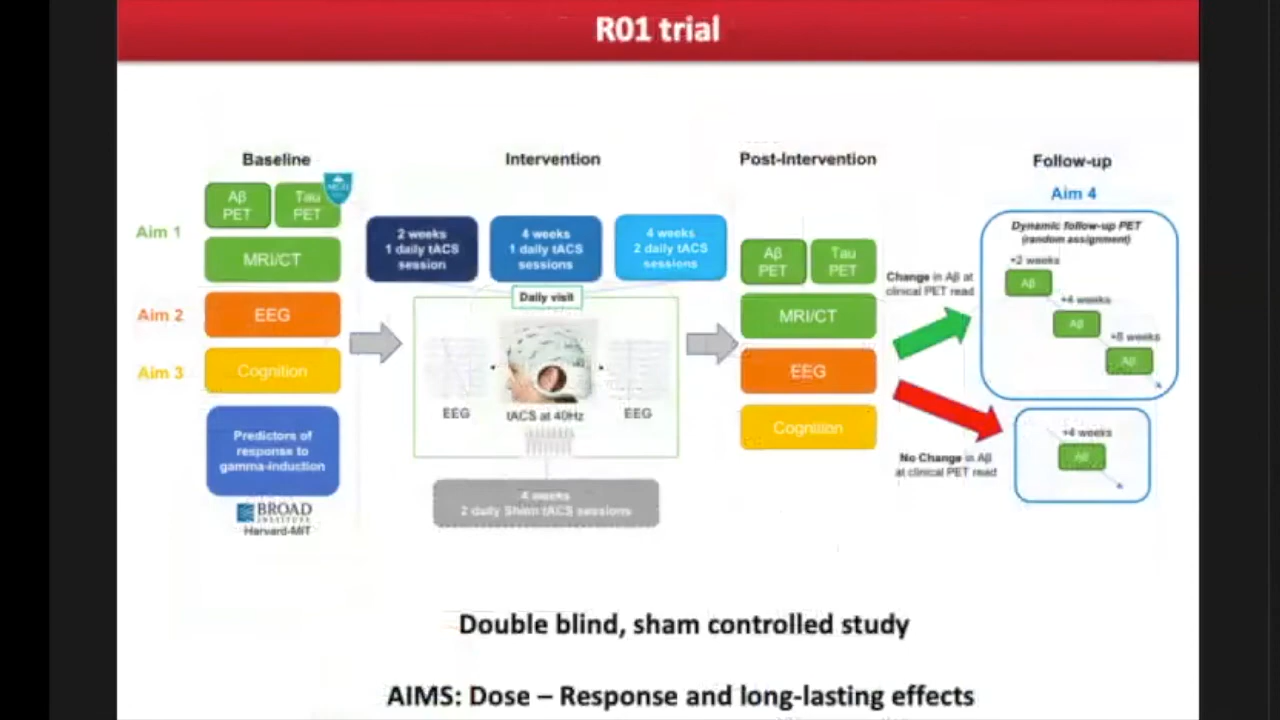 R01 trial
Baseline
Intervention
Post-Intervention
Follow-up
Aim 4
Aim 1
Aβ
PET
Tau
PET
MRI/CT
Aim 2
EEG
Aim 3
Cognition
Predictors of
response to
gamma-induction
BROAD
INSTITUTE
Harvard-MIT
2 weeks
1 daily tACS
session
4 weeks
1 daily tACS
sessions
4 weeks
2 daily tACS
sessions
Daily visit
EEG
tACS at 40Hz
EEG
4 weeks
2 daily Sham tACS sessions
Aβ
PET
Tau
PET
MRI/CT
EEG
Cognition
Change in Aβ at
clinical PET read
No Change in Aβ
at clinical PET read
Dynamic follow-up PET
(random assignment)
+2 weeks
Aβ
+4 weeks
Aβ
Aβ
+4 weeks
Aβ
Double blind, sham controlled study
AIMS: Dose – Response and long-lasting effects